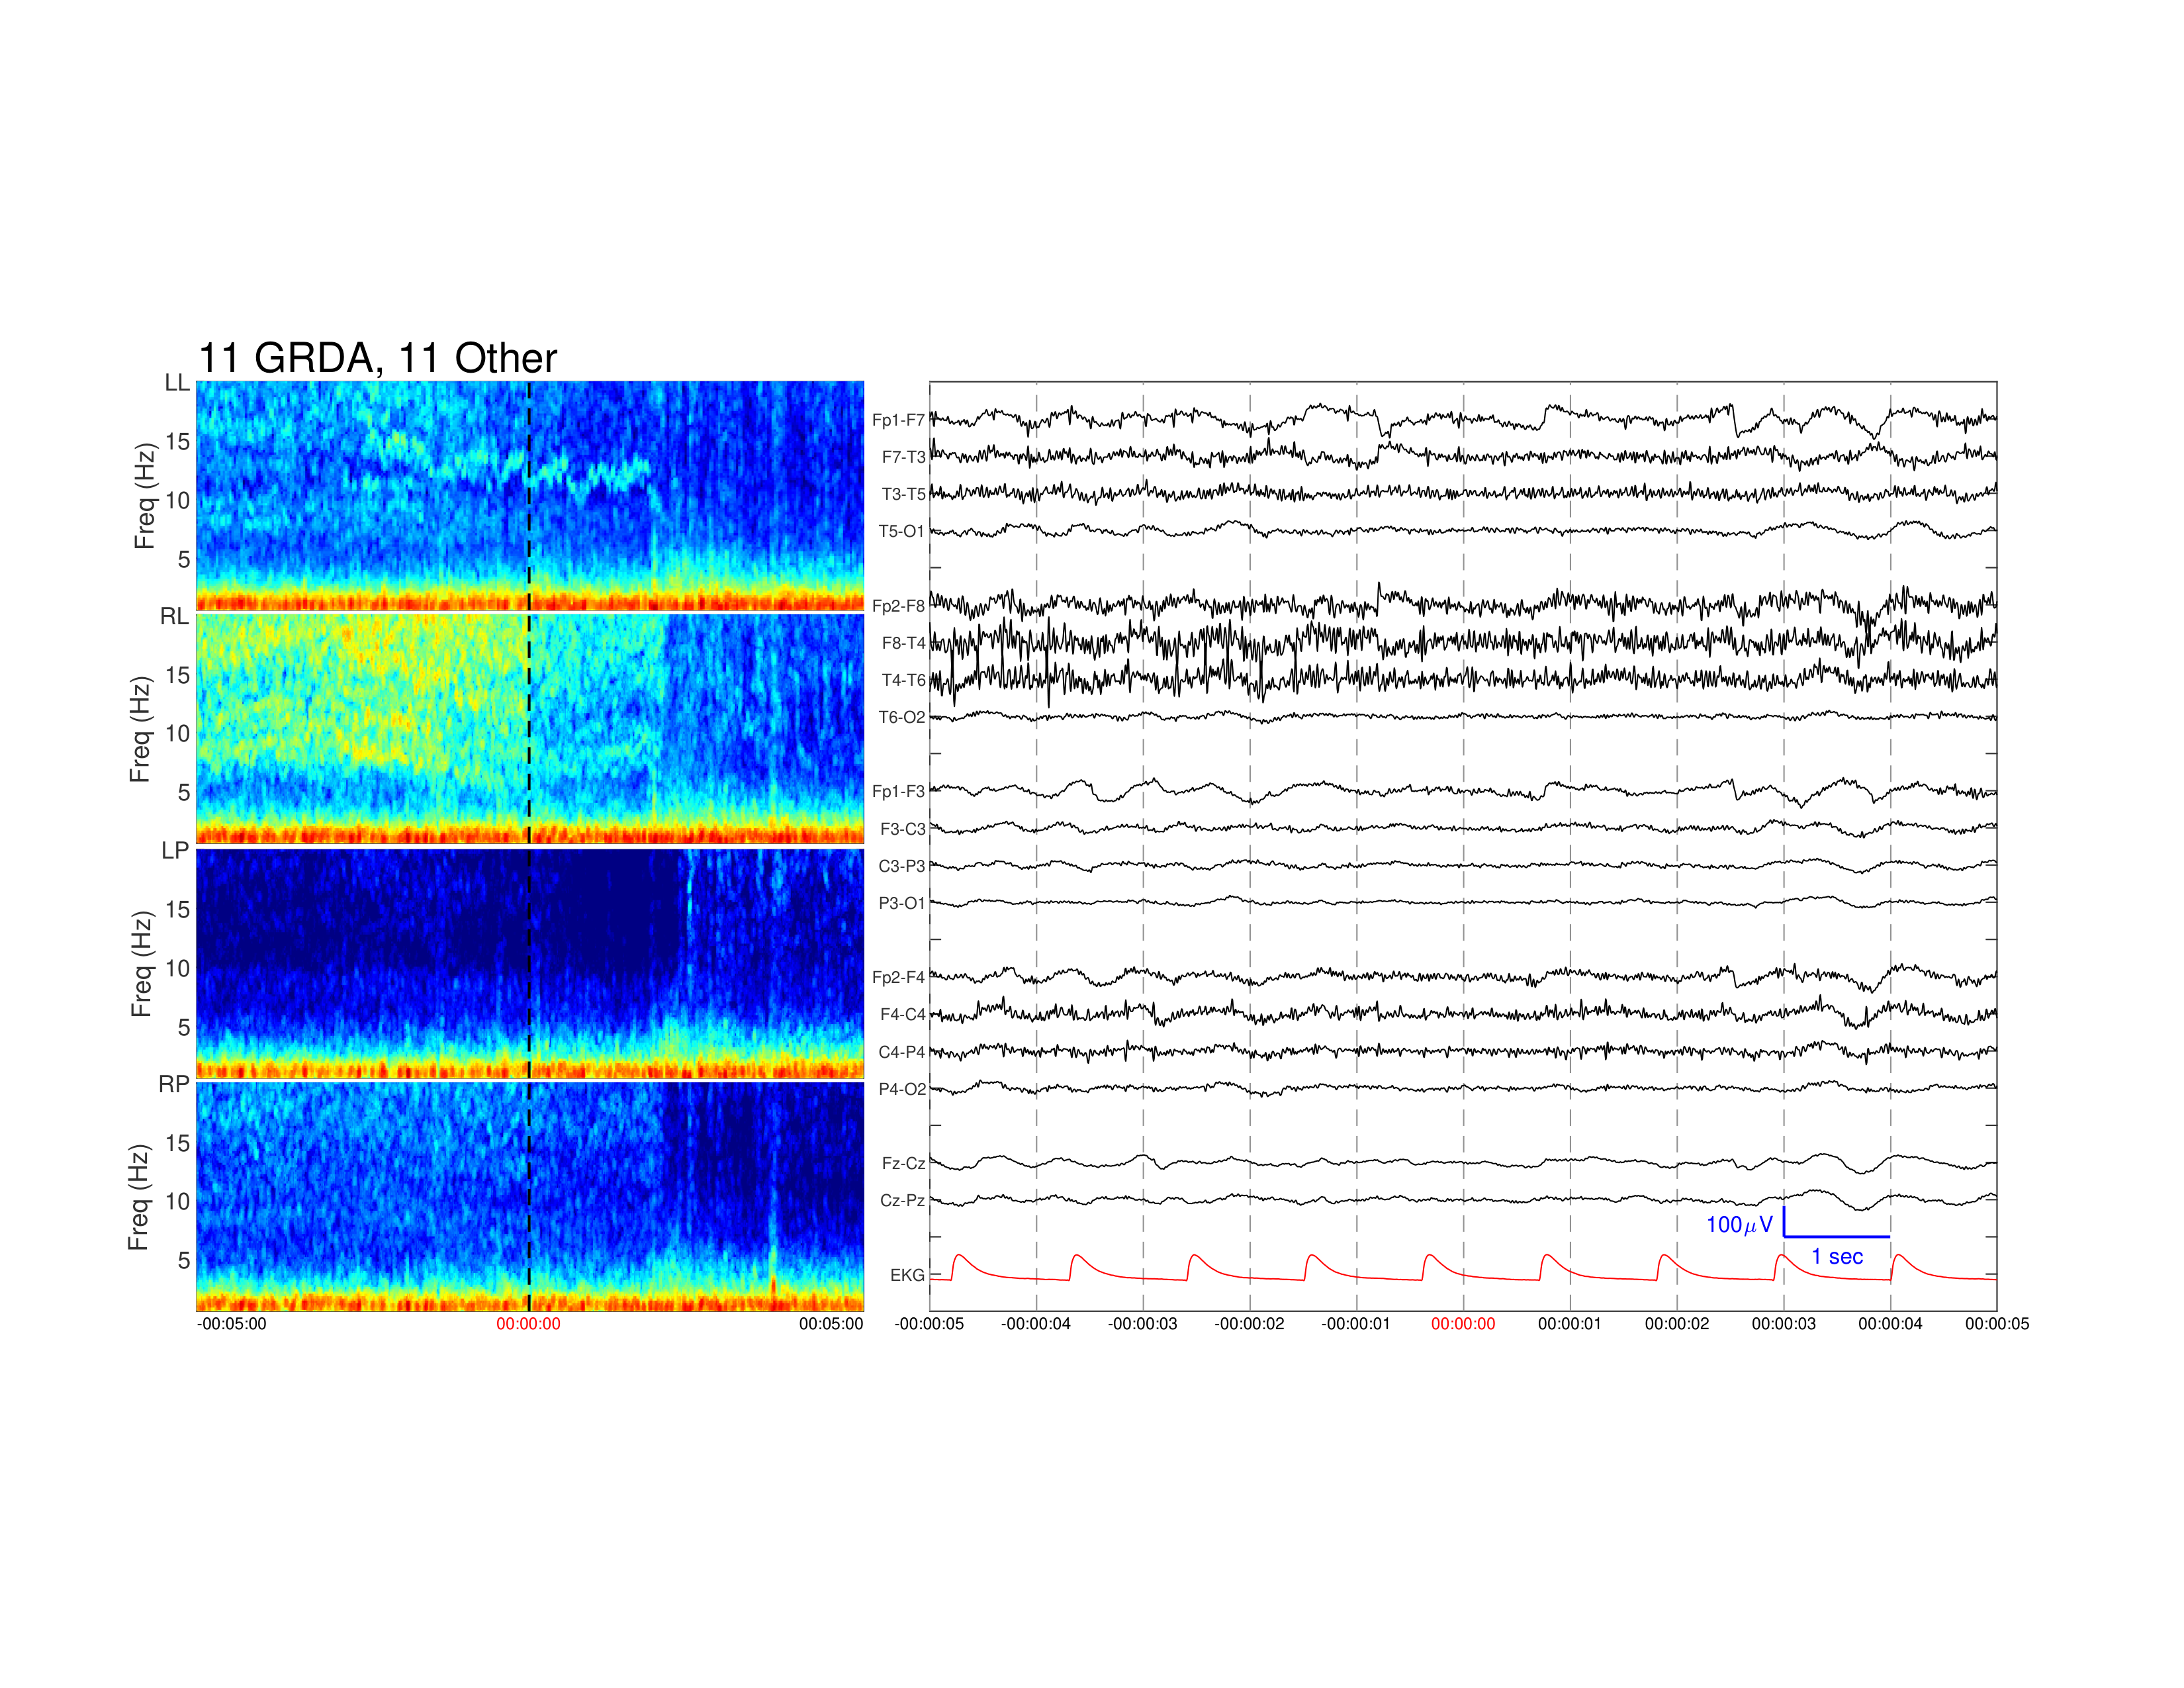 11 GRDA, 11 Other
LL
Freq (Hz)
15
10
5
RL
Freq (Hz)
15
10
5
LP
Freq (Hz)
15
10
5
RP
Freq (Hz)
15
10
5
-00:05:00
00:00:00
00:05:00
Fp1-F7
F7-T3
T3-T5
T5-O1
Fp2-F8
F8-T4
T4-T6
T6-O2
Fp1-F3
F3-C3
C3-P3
P3-O1
Fp2-F4
F4-C4
C4-P4
P4-O2
Fz-Cz
Cz-Pz
EKG
100μV
1 sec
-00:00:05
-00:00:04
-00:00:03
-00:00:02
-00:00:01
00:00:00
00:00:01
00:00:02
00:00:03
00:00:04
00:00:05